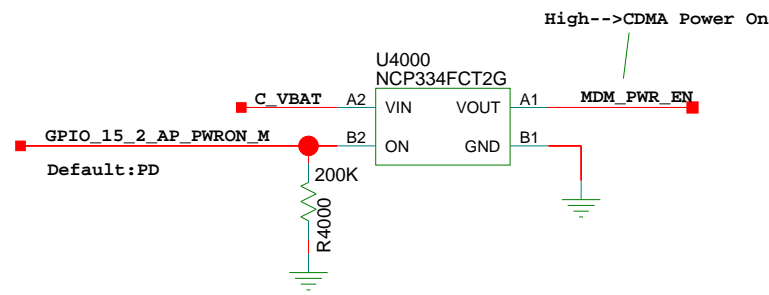 High-->CDMA Power On
U4000
NCP334FCT2G
C_VBAT A2 VIN VOUT A1 MDM_PWR_EN
GPIO_15_2_AP_PWRON_M B2 ON GND B1
Default:PD
200K
R4000